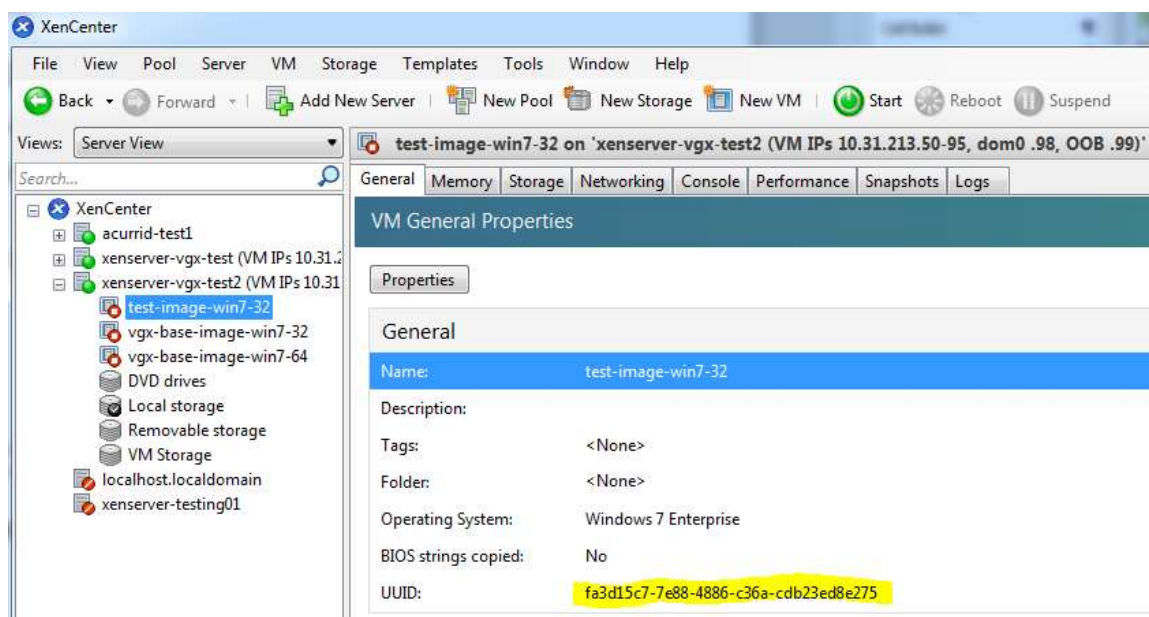 XenCenter
File View Pool Server VM Storage Templates Tools Window Help
Back Forward Add New Server New Pool New Storage New VM Start Reboot Suspend
Views: Server View
Search...
XenCenter
acurrid-test1
xenserver-vgx-test (VM IPs 10.31.2
xenserver-vgx-test2 (VM IPs 10.31
test-image-win7-32
vgx-base-image-win7-32
vgx-base-image-win7-64
DVD drives
Local storage
Removable storage
VM Storage
localhost.localdomain
xenserver-testing01
test-image-win7-32 on 'xenserver-vgx-test2 (VM IPs 10.31.213.50-95, dom0 .98, OOB .99)'
General Memory Storage Networking Console Performance Snapshots Logs
VM General Properties
Properties
General
Name: test-image-win7-32
Description:
Tags: <None>
Folder: <None>
Operating System: Windows 7 Enterprise
BIOS strings copied: No
UUID: fa3d15c7-7e88-4886-c36a-cdb23ed8e275